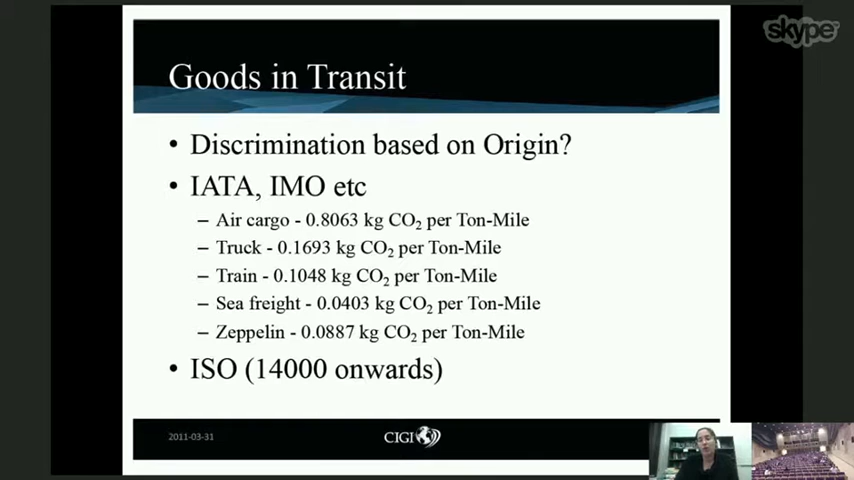 skype
Goods in Transit
• Discrimination based on Origin?
• IATA, IMO etc
– Air cargo - 0.8063 kg CO₂ per Ton-Mile
– Truck - 0.1693 kg CO₂ per Ton-Mile
– Train - 0.1048 kg CO₂ per Ton-Mile
– Sea freight - 0.0403 kg CO₂ per Ton-Mile
– Zeppelin - 0.0887 kg CO₂ per Ton-Mile
• ISO (14000 onwards)
2011-03-31
CIGI